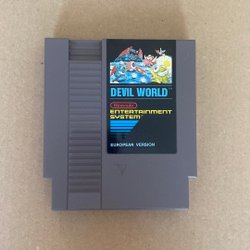 DEVIL WORLD
Nintendo
ENTERTAINMENT
SYSTEM
EUROPEAN VERSION